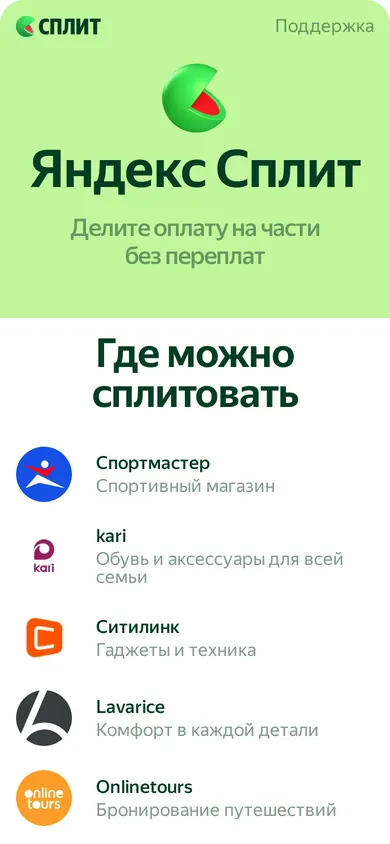 СПЛИТ
Поддержка
Яндекс Сплит
Делите оплату на части
без переплат
Где можно
сплитовать
Спортмастер
Спортивный магазин
kari
kari
Обувь и аксессуары для всей
семьи
Ситилинк
Гаджеты и техника
Lavarice
Комфорт в каждой детали
online
tours
Onlinetours
Бронирование путешествий